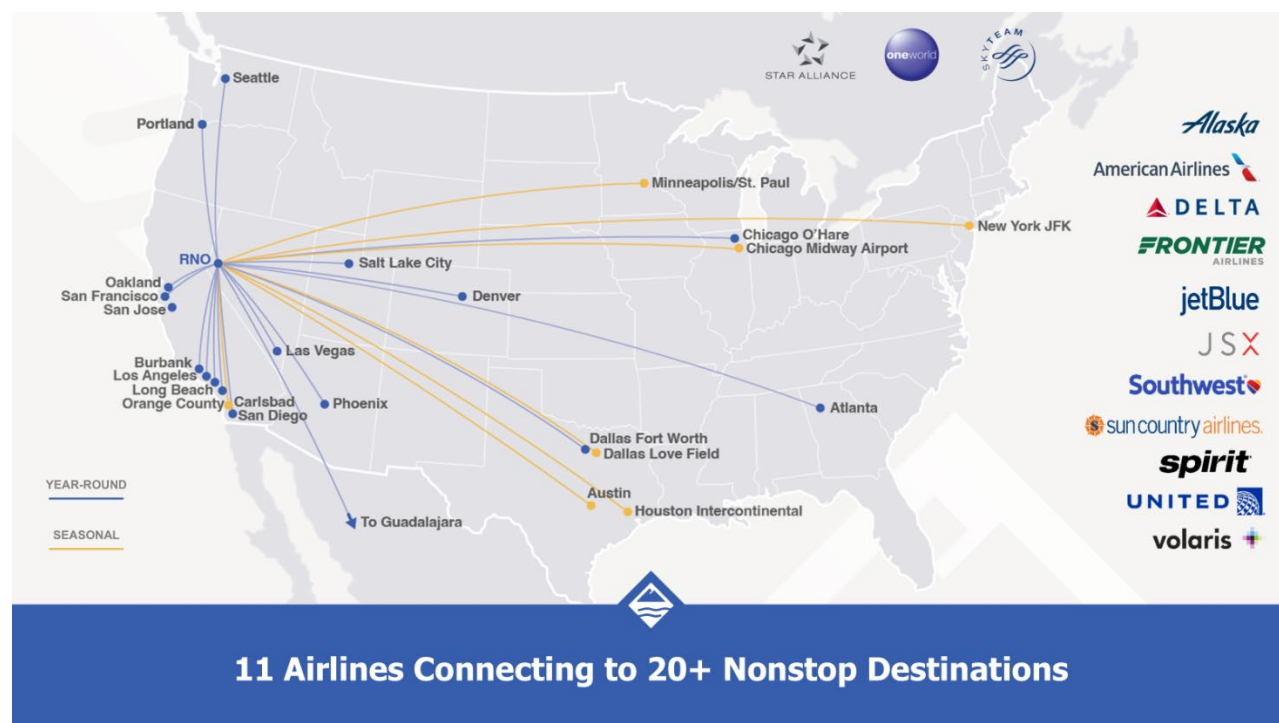 STAR ALLIANCE
oneworld
SKYTEAM
Seattle
Portland
Alaska
American Airlines
Minneapolis/St. Paul
DELTA
New York JFK
Chicago O'Hare
Chicago Midway Airport
FRONTIER
AIRLINES
RNO
Salt Lake City
Oakland
San Francisco
San Jose
Denver
jetBlue
JSX
Las Vegas
Burbank
Los Angeles
Long Beach
Orange County
Carlsbad
San Diego
Phoenix
Atlanta
Southwest
sun country airlines.
Dallas Fort Worth
Dallas Love Field
spirit
YEAR-ROUND
Austin
Houston Intercontinental
UNITED
To Guadalajara
SEASONAL
volaris
11 Airlines Connecting to 20+ Nonstop Destinations